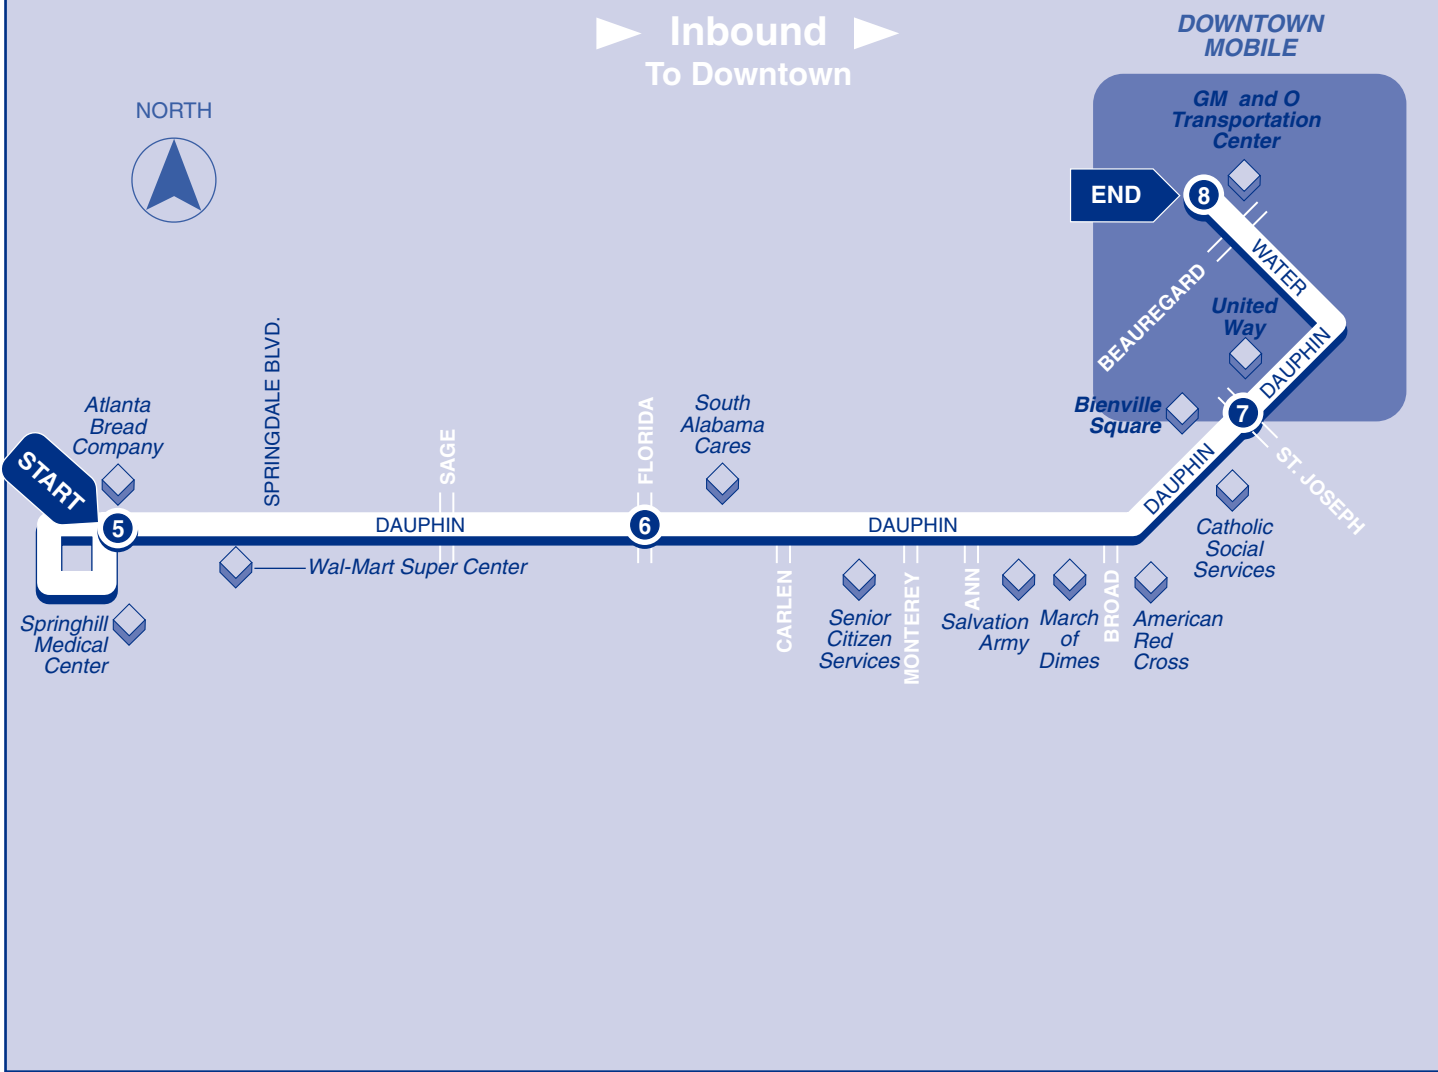 Inbound
To Downtown
DOWNTOWN
MOBILE
NORTH
GM and O
Transportation
Center
END
8
WATER
BEAUREGARD
United
Way
DAUPHIN
Bienville
Square
7
ST. JOSEPH
DAUPHIN
Catholic
Social
Services
Atlanta
Bread
Company
START
5
SPRINGDALE BLVD.
DAUPHIN
SAGE
FLORIDA
6
South
Alabama
Cares
DAUPHIN
Wal-Mart Super Center
Springhill
Medical
Center
CARLEN
Senior
Citizen
Services
MONTEREY
ANN
Salvation
Army
March
of
Dimes
BROAD
American
Red
Cross